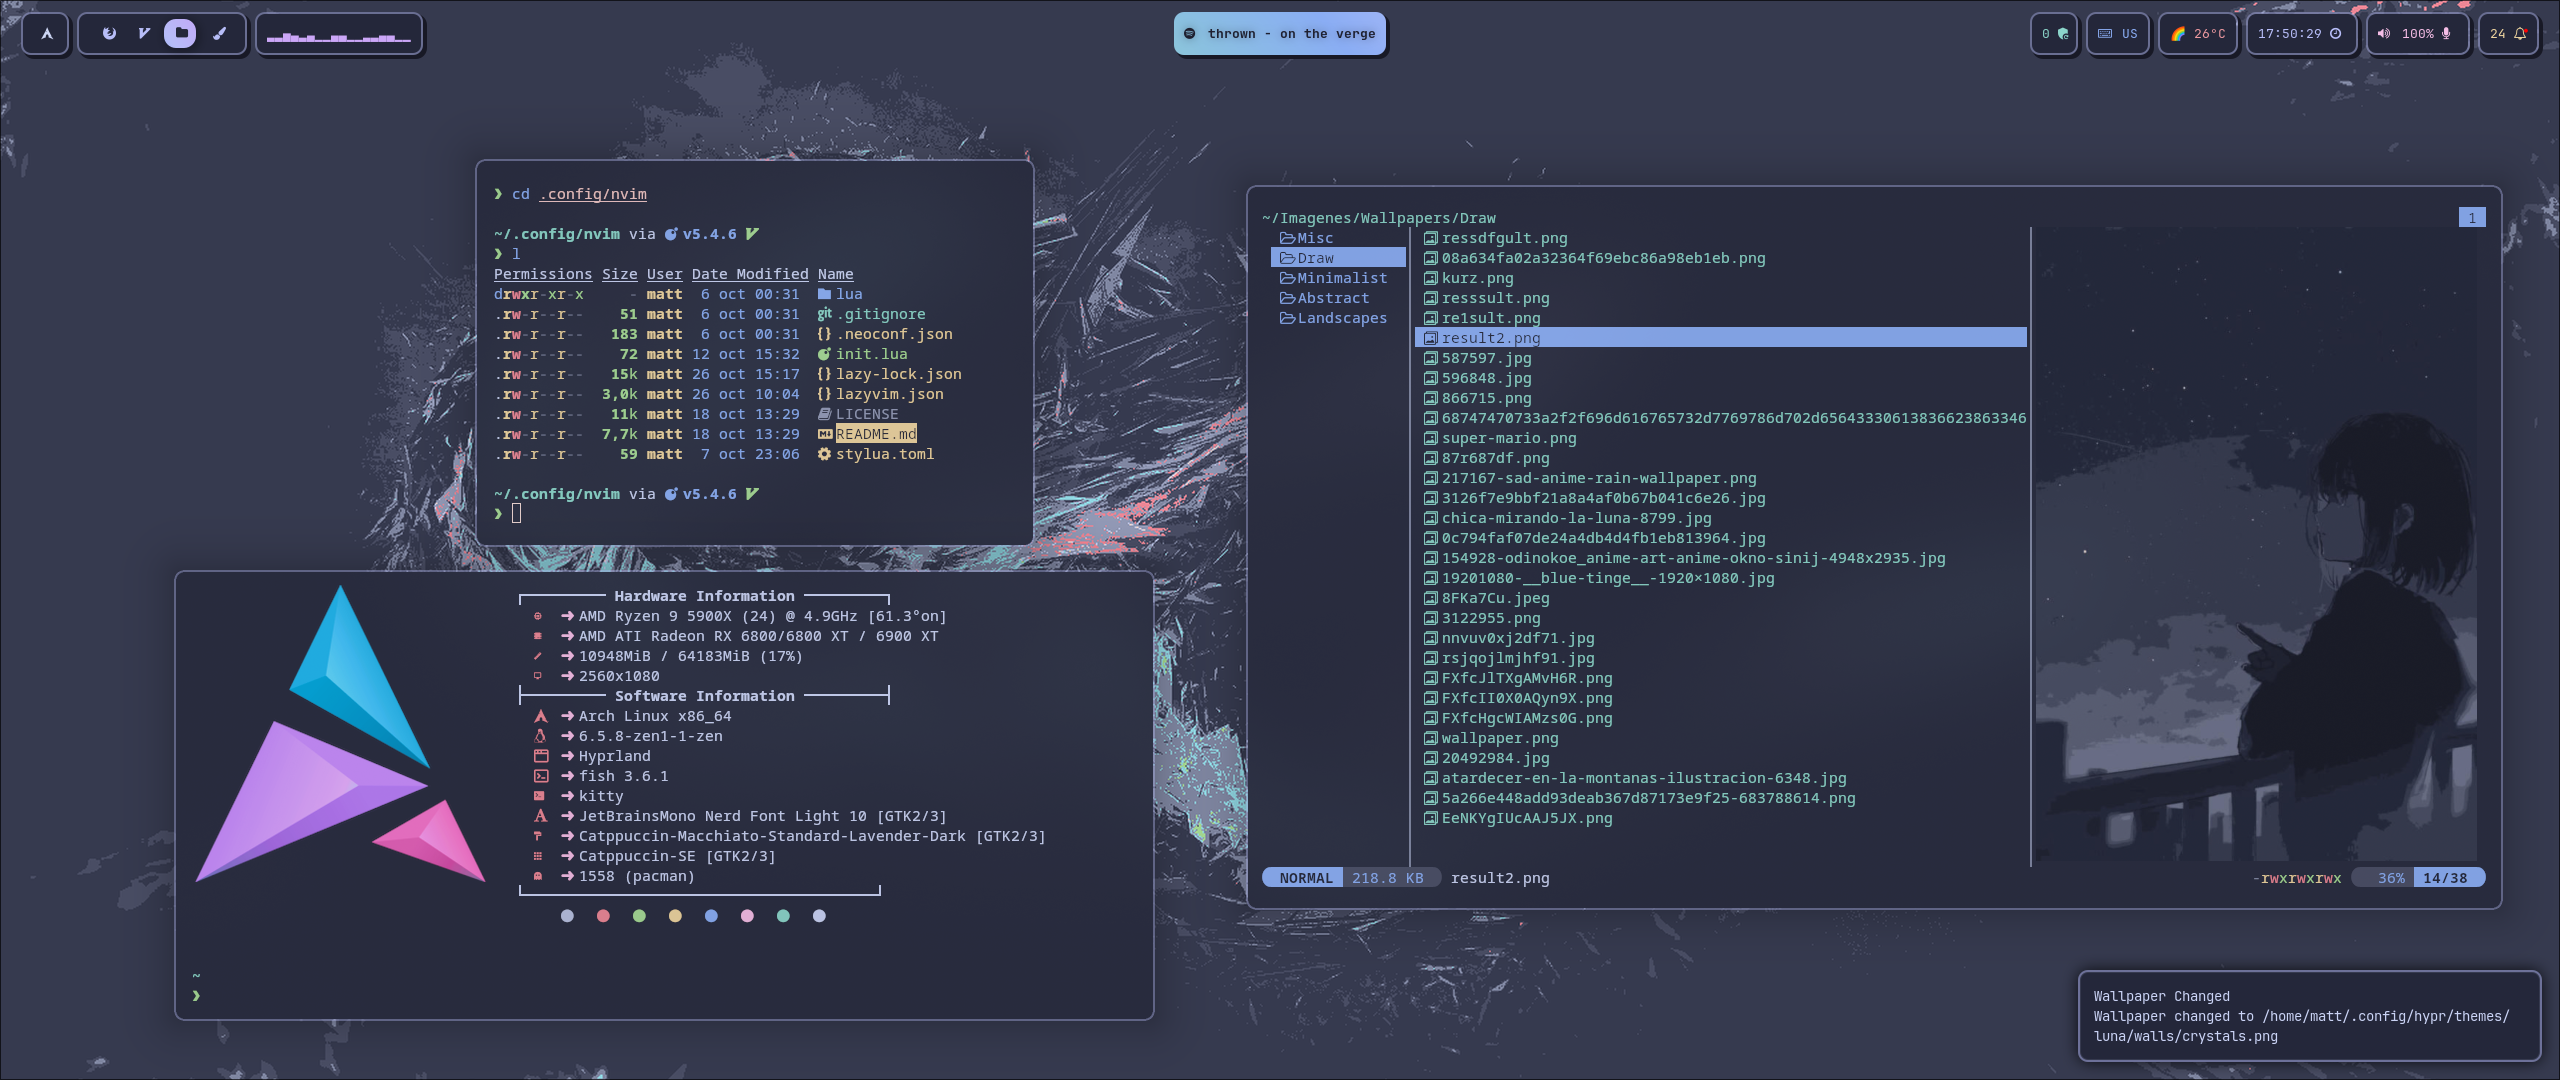 thrown - on the verge
0
US
26°C
17:50:29
100%
24
❯ cd .config/nvim
~/.config/nvim via v5.4.6
❯ l
Permissions Size User Date Modified Name
drwxr-xr-x - matt 6 oct 00:31 lua
.rw-r--r-- 51 matt 6 oct 00:31 .gitignore
.rw-r--r-- 183 matt 6 oct 00:31 {} .neoconf.json
.rw-r--r-- 72 matt 12 oct 15:32 init.lua
.rw-r--r-- 15k matt 26 oct 15:17 {} lazy-lock.json
.rw-r--r-- 3,0k matt 26 oct 10:04 {} lazyvim.json
.rw-r--r-- 11k matt 18 oct 13:29 LICENSE
.rw-r--r-- 7,7k matt 18 oct 13:29 README.md
.rw-r--r-- 59 matt 7 oct 23:06 stylua.toml
~/.config/nvim via v5.4.6
❯
Hardware Information
➜ AMD Ryzen 9 5900X (24) @ 4.9GHz [61.3°on]
➜ AMD ATI Radeon RX 6800/6800 XT / 6900 XT
➜ 10948MiB / 64183MiB (17%)
➜ 2560x1080
Software Information
➜ Arch Linux x86_64
➜ 6.5.8-zen1-1-zen
➜ Hyprland
➜ fish 3.6.1
➜ kitty
➜ JetBrainsMono Nerd Font Light 10 [GTK2/3]
➜ Catppuccin-Macchiato-Standard-Lavender-Dark [GTK2/3]
➜ Catppuccin-SE [GTK2/3]
➜ 1558 (pacman)
~
❯
~/Imagenes/Wallpapers/Draw
1
Misc
Draw
Minimalist
Abstract
Landscapes
ressdfgult.png
08a634fa02a32364f69ebc86a98eb1eb.png
kurz.png
resssult.png
re1sult.png
result2.png
587597.jpg
596848.jpg
866715.png
68747470733a2f2f696d616765732d7769786d702d656433306138366238633​46
super-mario.png
87r687df.png
217167-sad-anime-rain-wallpaper.png
3126f7e9bbf21a8a4af0b67b041c6e26.jpg
chica-mirando-la-luna-8799.jpg
0c794faf07de24a4db4d4fb1eb813964.jpg
154928-odinokoe_anime-art-anime-okno-sinij-4948x2935.jpg
19201080-__blue-tinge__-1920×1080.jpg
8FKa7Cu.jpeg
3122955.png
nnvuv0xj2df71.jpg
rsjqojlmjhf91.jpg
FXfcJlTXgAMvH6R.png
FXfcII0X0AQyn9X.png
FXfcHgcWIAMzs0G.png
wallpaper.png
20492984.jpg
atardecer-en-la-montanas-ilustracion-6348.jpg
5a266e448add93deab367d87173e9f25-683788614.png
EeNKYgIUcAAJ5JX.png
NORMAL 218.8 KB result2.png
-rwxrwxrwx 36% 14/38
Wallpaper Changed
Wallpaper changed to /home/matt/.config/hypr/themes/
luna/walls/crystals.png